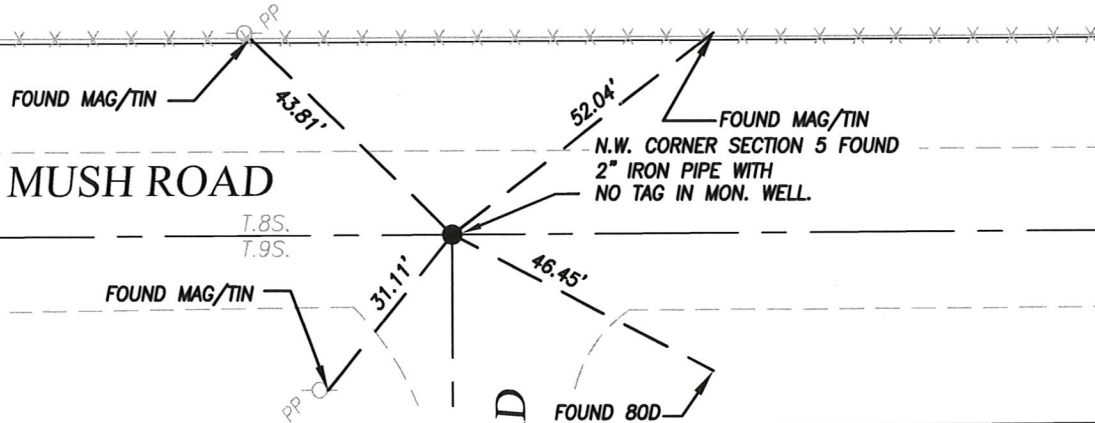 PP
FOUND MAG/TIN
43.81'
52.04'
FOUND MAG/TIN
N.W. CORNER SECTION 5 FOUND
2" IRON PIPE WITH
NO TAG IN MON. WELL.
MUSH ROAD
T.8S.
T.9S.
FOUND MAG/TIN
31.11'
46.45'
PP
D
FOUND 80D